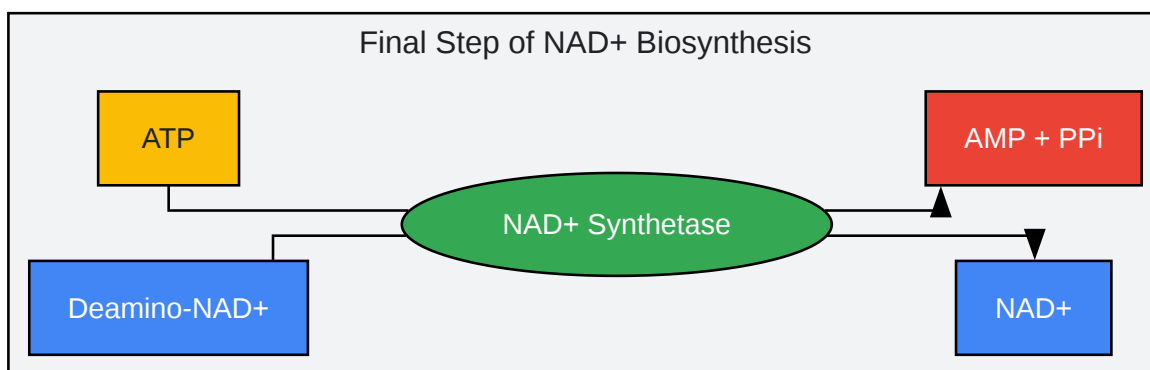 Final Step of NAD+ Biosynthesis
ATP
AMP + PPi
NAD+ Synthetase
Deamino-NAD+
NAD+